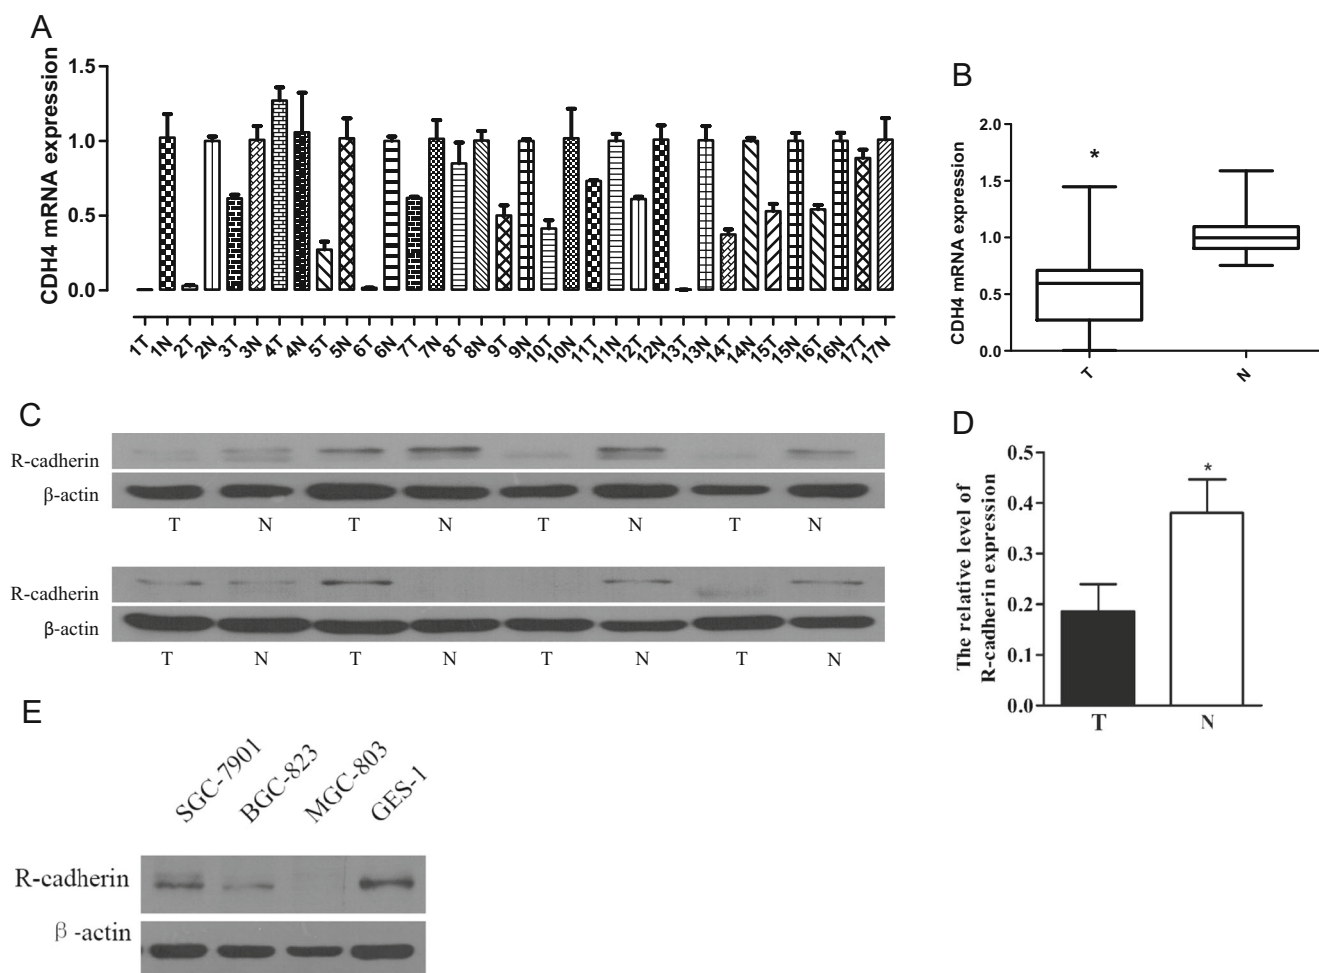 A
CDH4 mRNA expression
1.5
1.0
0.5
0.0
1T 1N 2T 2N 3T 3N 4T 4N 5T 5N 6T 6N 7T 7N 8T 8N 9T 9N 10T 10N 11T 11N 12T 12N 13T 13N 14T 14N 15T 15N 16T 16N 17T 17N
B
CDH4 mRNA expression
2.0
1.5
1.0
0.5
0.0
*
T N
C
R-cadherin
β-actin
T N T N T N T N
R-cadherin
β-actin
T N T N T N T N
D
The relative level of
R-cadherin expression
0.5
0.4
0.3
0.2
0.1
0.0
*
T N
E
SGC-7901 BGC-823 MGC-803 GES-1
R-cadherin
β-actin